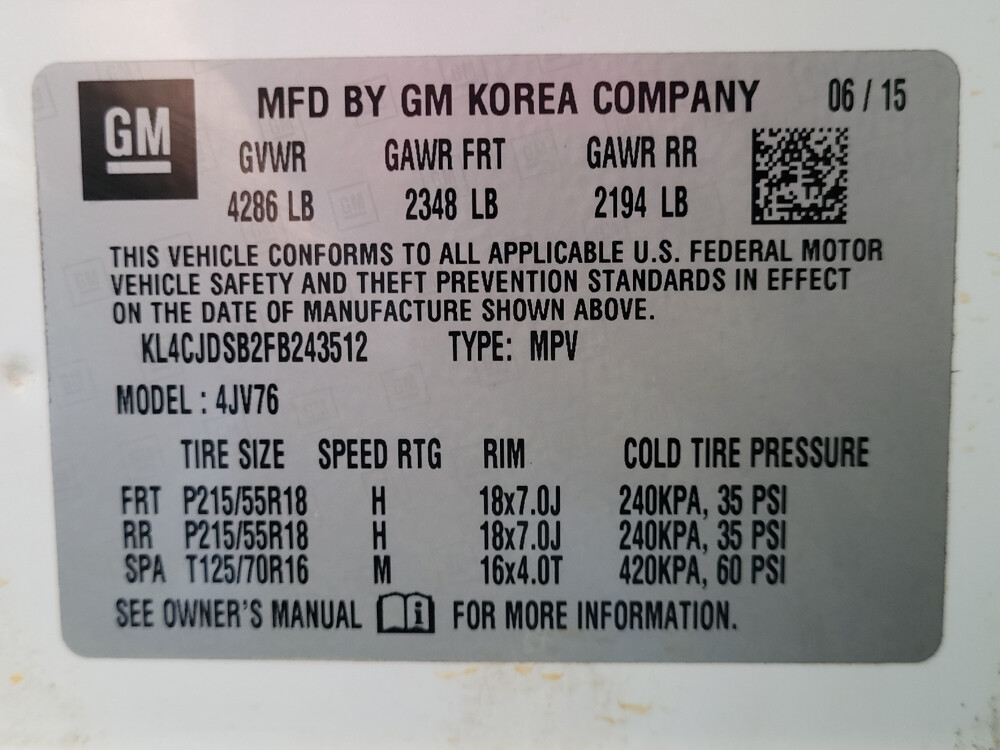 GM
MFD BY GM KOREA COMPANY 06 / 15
GVWR GAWR FRT GAWR RR
4286 LB 2348 LB 2194 LB
THIS VEHICLE CONFORMS TO ALL APPLICABLE U.S. FEDERAL MOTOR
VEHICLE SAFETY AND THEFT PREVENTION STANDARDS IN EFFECT
ON THE DATE OF MANUFACTURE SHOWN ABOVE.
KL4CJDSB2FB243512 TYPE: MPV
MODEL : 4JV76
TIRE SIZE SPEED RTG RIM COLD TIRE PRESSURE
FRT P215/55R18 H 18x7.0J 240KPA, 35 PSI
RR P215/55R18 H 18x7.0J 240KPA, 35 PSI
SPA T125/70R16 M 16x4.0T 420KPA, 60 PSI
SEE OWNER'S MANUAL i FOR MORE INFORMATION.